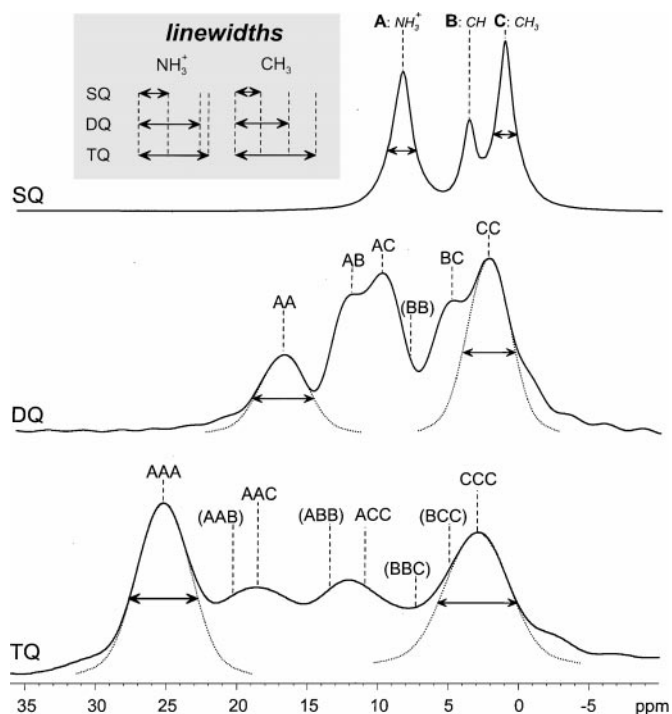 linewidths
NH₃⁺ CH₃
SQ
DQ
TQ
A: NH₃⁺ B: CH C: CH₃
SQ
AA AB AC (BB) BC CC
DQ
AAA (AAB) AAC (ABB) ACC (BBC) (BCC) CCC
TQ
35 30 25 20 15 10 5 0 -5 ppm